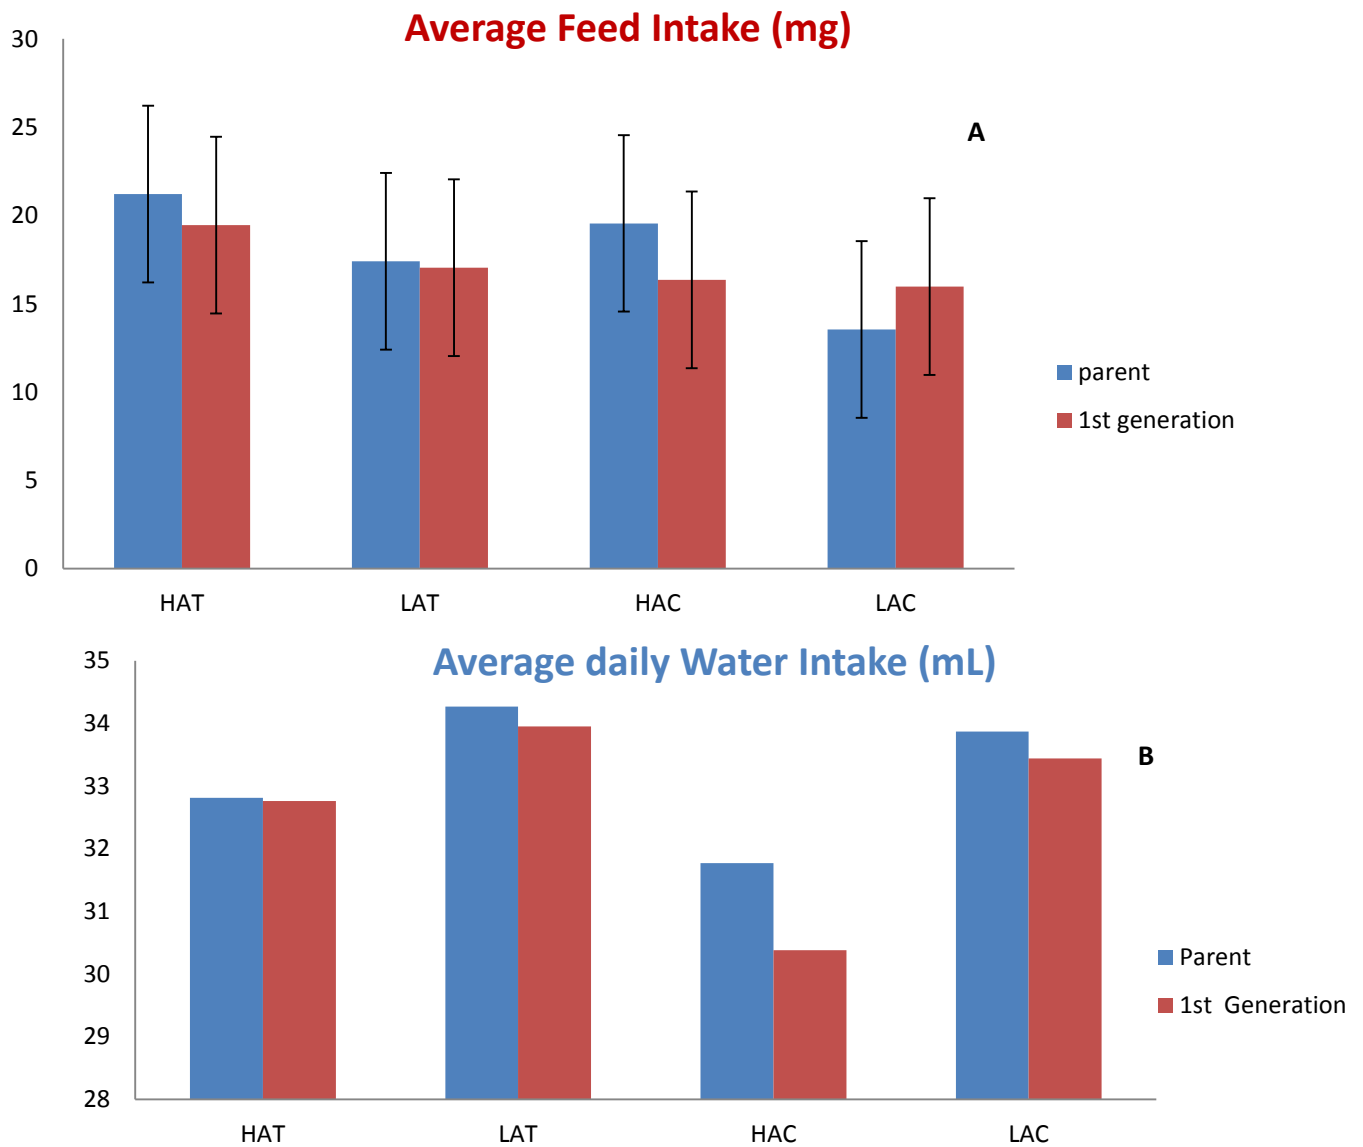 Average Feed Intake (mg)
30
25
20
15
10
5
0
A
HAT LAT HAC LAC
parent
1st generation
Average daily Water Intake (mL)
35
34
33
32
31
30
29
28
B
HAT LAT HAC LAC
Parent
1st  Generation